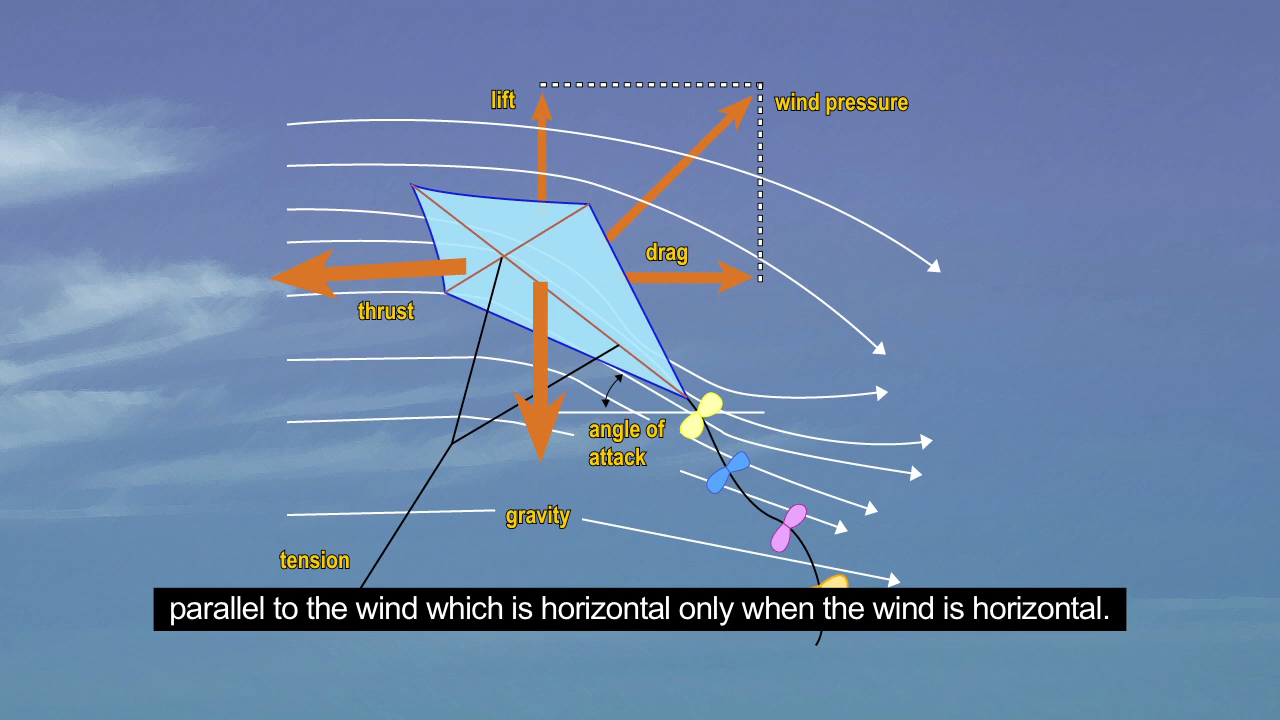 lift
wind pressure
drag
thrust
angle of
attack
gravity
tension
parallel to the wind which is horizontal only when the wind is horizontal.